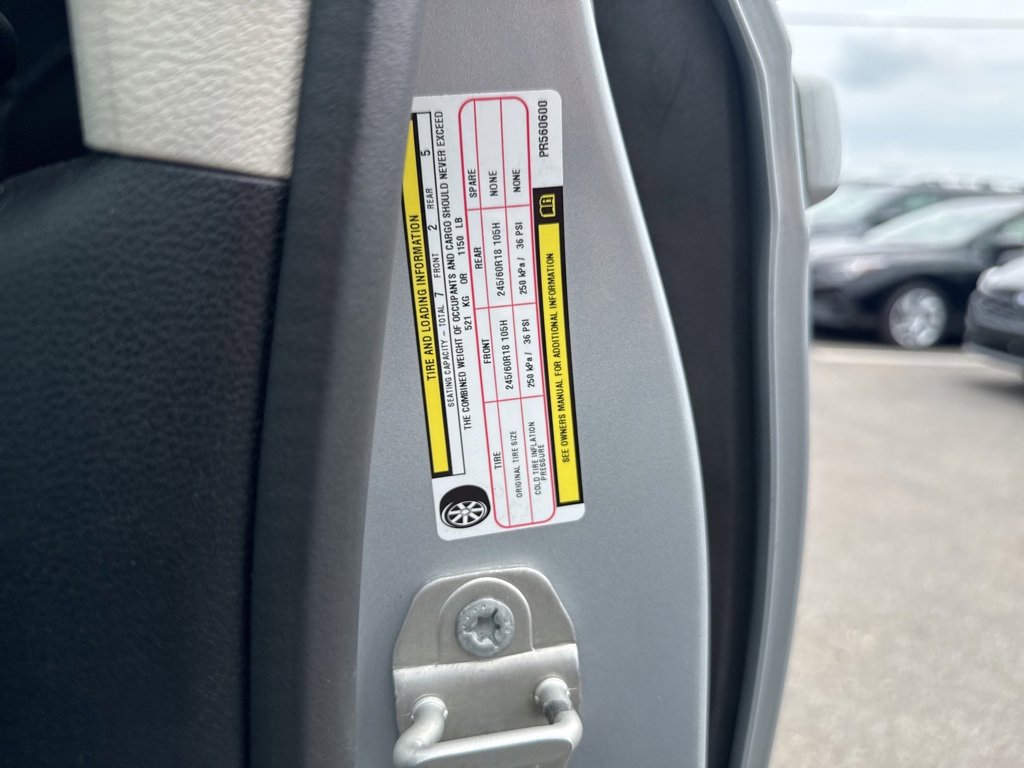 TIRE AND LOADING INFORMATION
SEATING CAPACITY – TOTAL 7 FRONT 2 REAR 5
THE COMBINED WEIGHT OF OCCUPANTS AND CARGO SHOULD NEVER EXCEED
521 KG OR 1150 LB
TIRE FRONT REAR SPARE
ORIGINAL TIRE SIZE 245/60R18 105H 245/60R18 105H NONE
COLD TIRE INFLATION
PRESSURE 250 kPa / 36 PSI 250 kPa / 36 PSI NONE
SEE OWNERS MANUAL FOR ADDITIONAL INFORMATION
PR560600